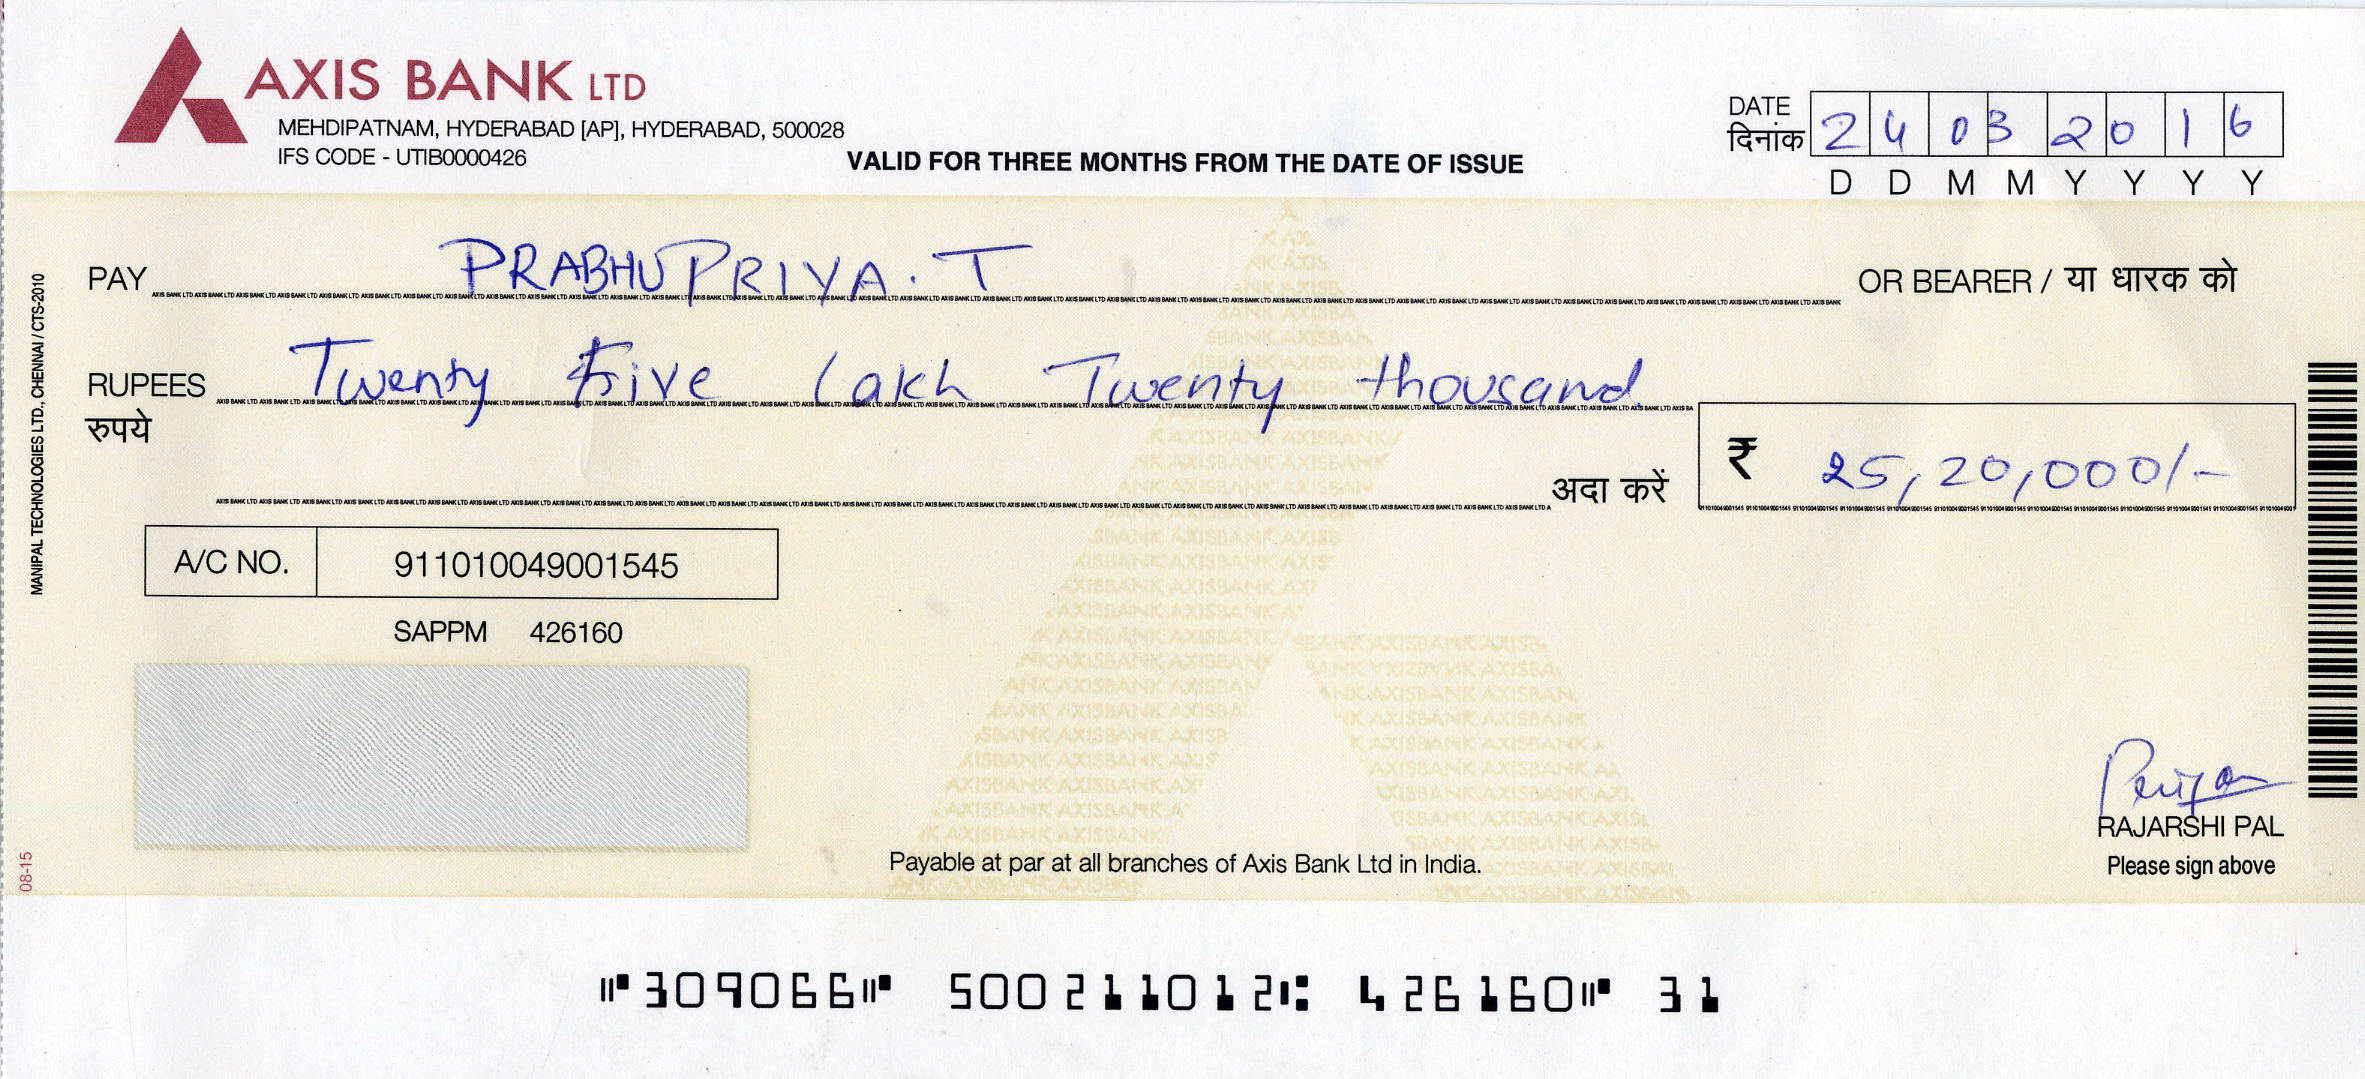 AXIS BANK LTD
MEHDIPATNAM, HYDERABAD [AP], HYDERABAD, 500028
IFS CODE - UTIB0000426
VALID FOR THREE MONTHS FROM THE DATE OF ISSUE
DATE
दिनांक
2 4 0 3 2 0 1 6
D D M M Y Y Y Y
PAY PRABHU PRIYA. T OR BEARER / या धारक को
RUPEES Twenty Five lakh Twenty thousand
रुपये
अदा करें ₹ 25,20,000/-
A/C NO. 911010049001545
SAPPM 426160
VOID
RAJARSHI PAL
Please sign above
Payable at par at all branches of Axis Bank Ltd in India.
MANIPAL TECHNOLOGIES LTD., CHENNAI / CTS-2010
08-15
⑈309066⑈ 500211012⑆ 426160⑈ 31